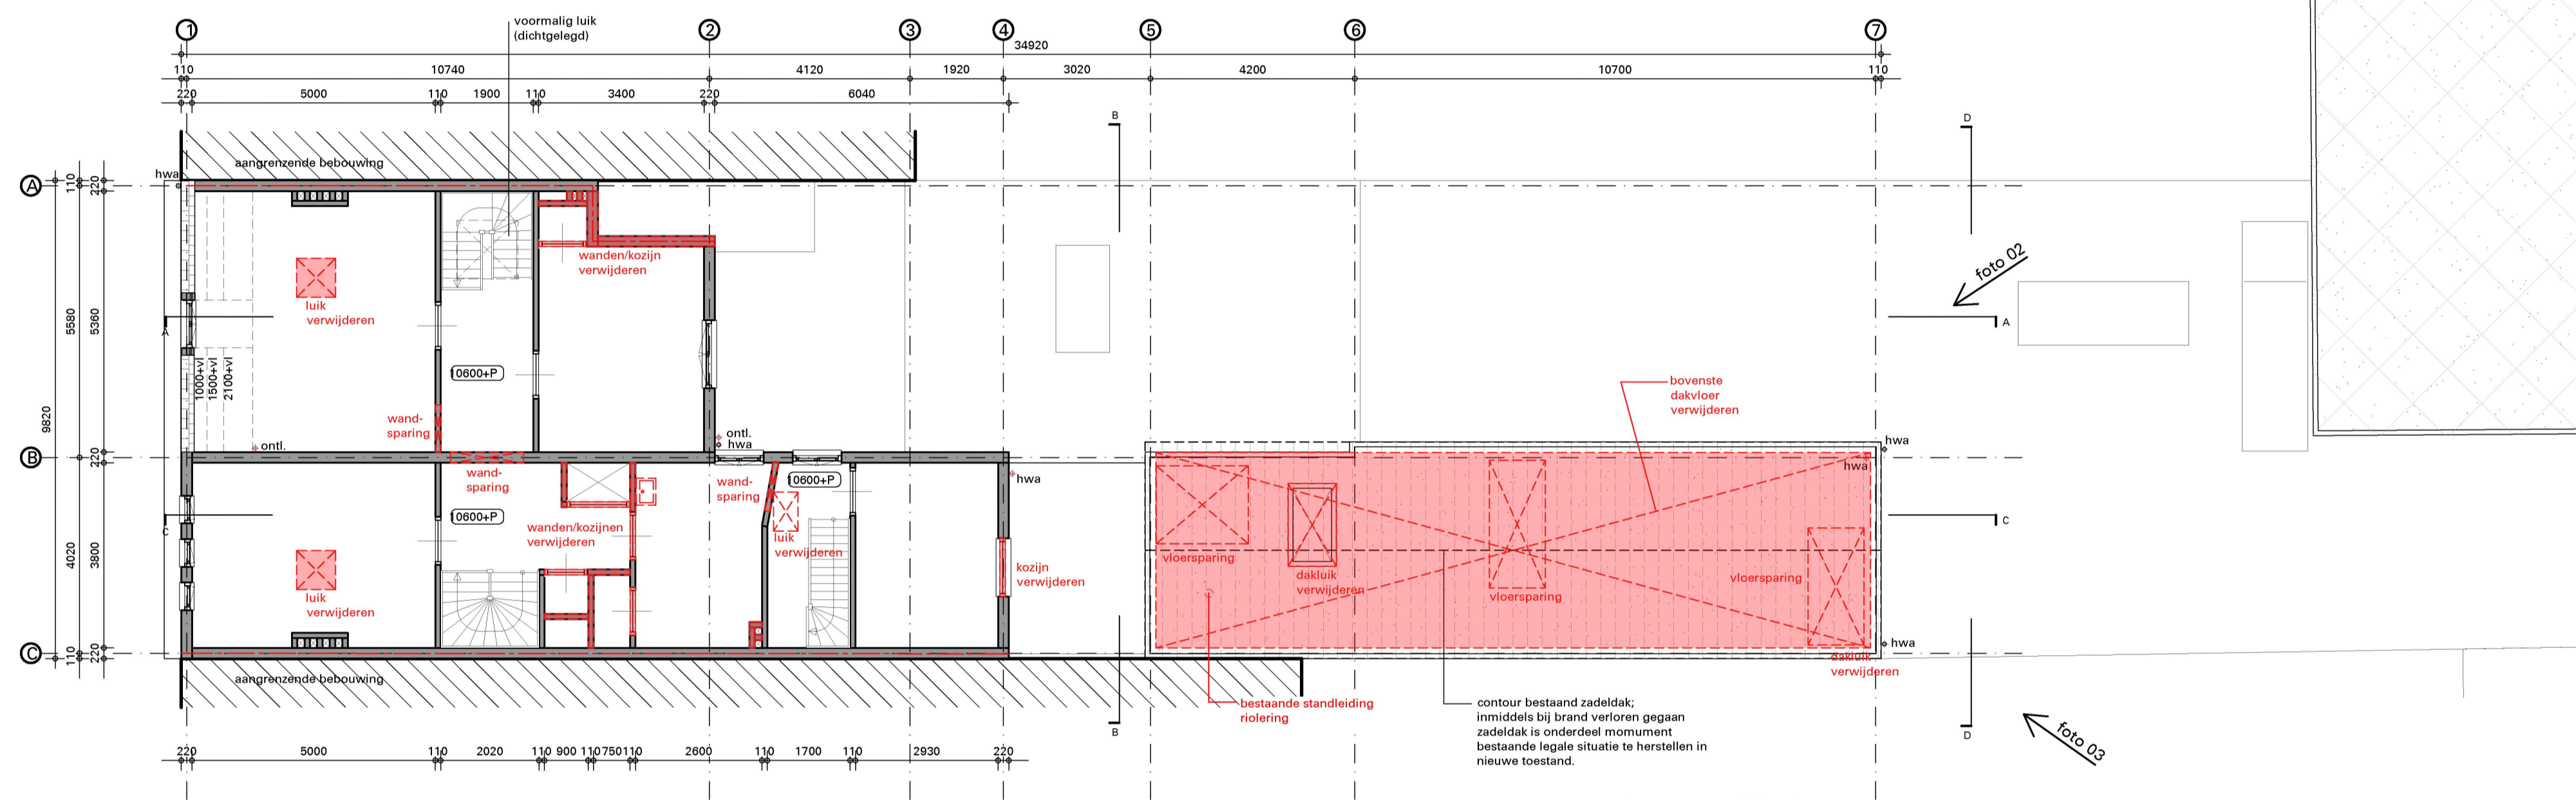 voormalig luik
(dichtgelegd)
1
2
3
4
5
6
7
34920
110
10740
4120
1920
3020
4200
10700
110
220
5000
110
1900
110
3400
220
6040
B
D
aangrenzende bebouwing
hwa
A
110
220
wanden/kozijn
verwijderen
foto 02
luik
verwijderen
5580
5360
A
A
1000+vl
1500+vl
2100+vl
10600+P
bovenste
dakvloer
verwijderen
9820
wand-
sparing
ontl.
ontl.
hwa
hwa
B
220
hwa
wand-
sparing
wand-
sparing
10600+P
hwa
10600+P
C
C
wanden/kozijnen
verwijderen
luik
verwijderen
4020
3800
vloersparing
kozijn
verwijderen
dakluik
verwijderen
vloersparing
vloersparing
luik
verwijderen
hwa
C
110
220
dakluik
verwijderen
aangrenzende bebouwing
bestaande standleiding
riolering
contour bestaand zadeldak;
inmiddels bij brand verloren gegaan
zadeldak is onderdeel momument
bestaande legale situatie te herstellen in
nieuwe toestand.
B
D
foto 03
220
5000
110
2020
110
900
110
750
110
2600
110
1700
110
2930
220